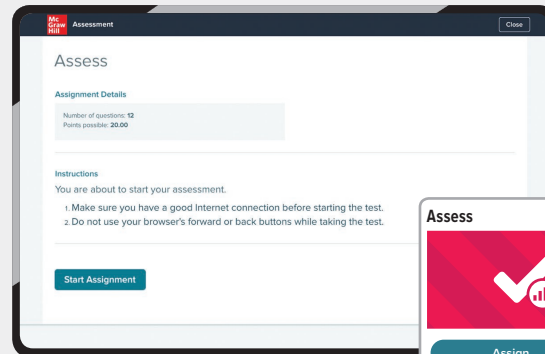 Mc
Graw
Hill
Assessment
Close
Assess
Assignment Details
Number of questions: 12
Points possible: 20.00
Instructions
You are about to start your assessment.
1. Make sure you have a good Internet connection before starting the test.
2. Do not use your browser's forward or back buttons while taking the test.
Start Assignment
Assess
Assign